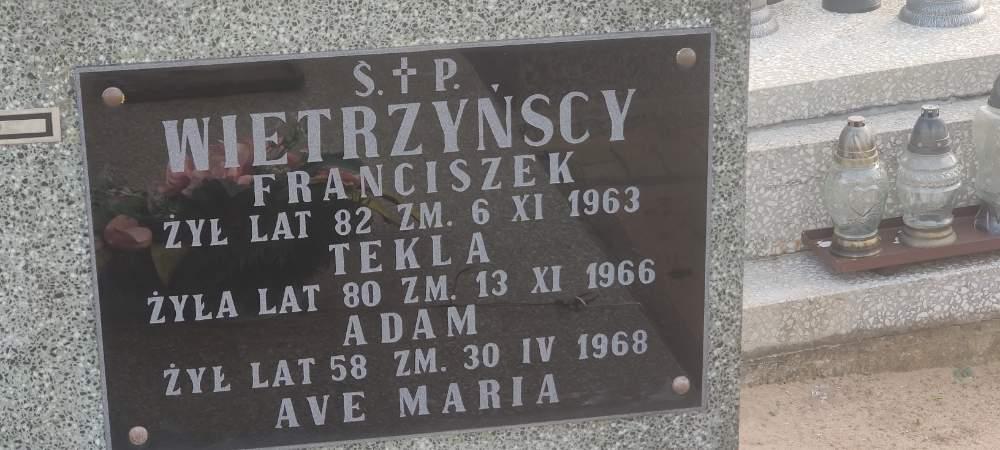 Ś.✝P.
WIETRZYŃSCY
FRANCISZEK
ŻYŁ LAT 82 ZM. 6 XI 1963
TEKLA
ŻYŁA LAT 80 ZM. 13 XI 1966
ADAM
ŻYŁ LAT 58 ZM. 30 IV 1968
AVE MARIA